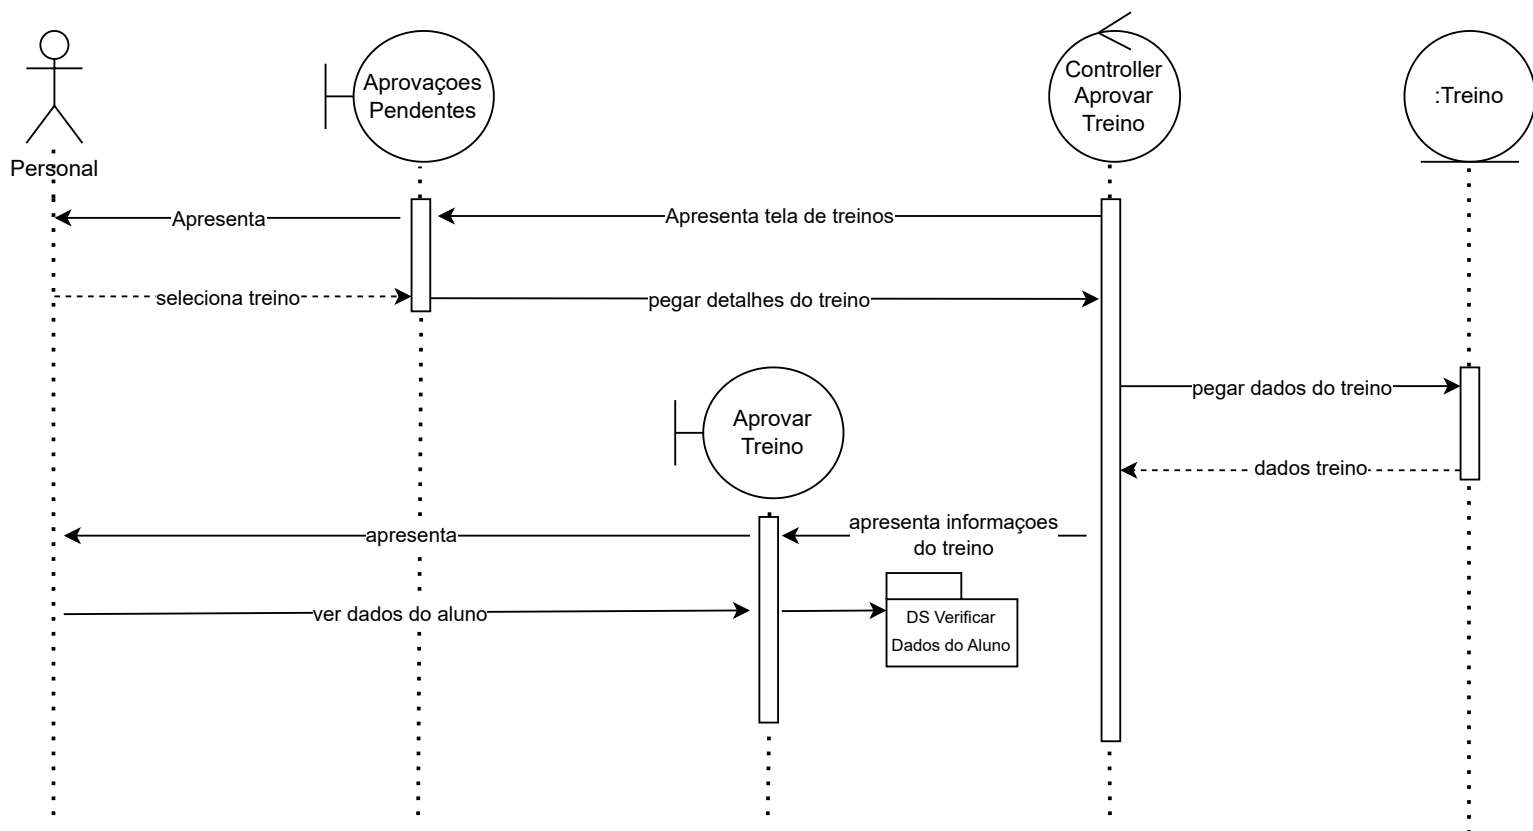 Aprovaçoes
Pendentes
Controller
Aprovar
Treino
:Treino
Personal
Apresenta
Apresenta tela de treinos
seleciona treino
pegar detalhes do treino
pegar dados do treino
Aprovar
Treino
dados treino
apresenta
apresenta informaçoes
do treino
ver dados do aluno
DS Verificar
Dados do Aluno